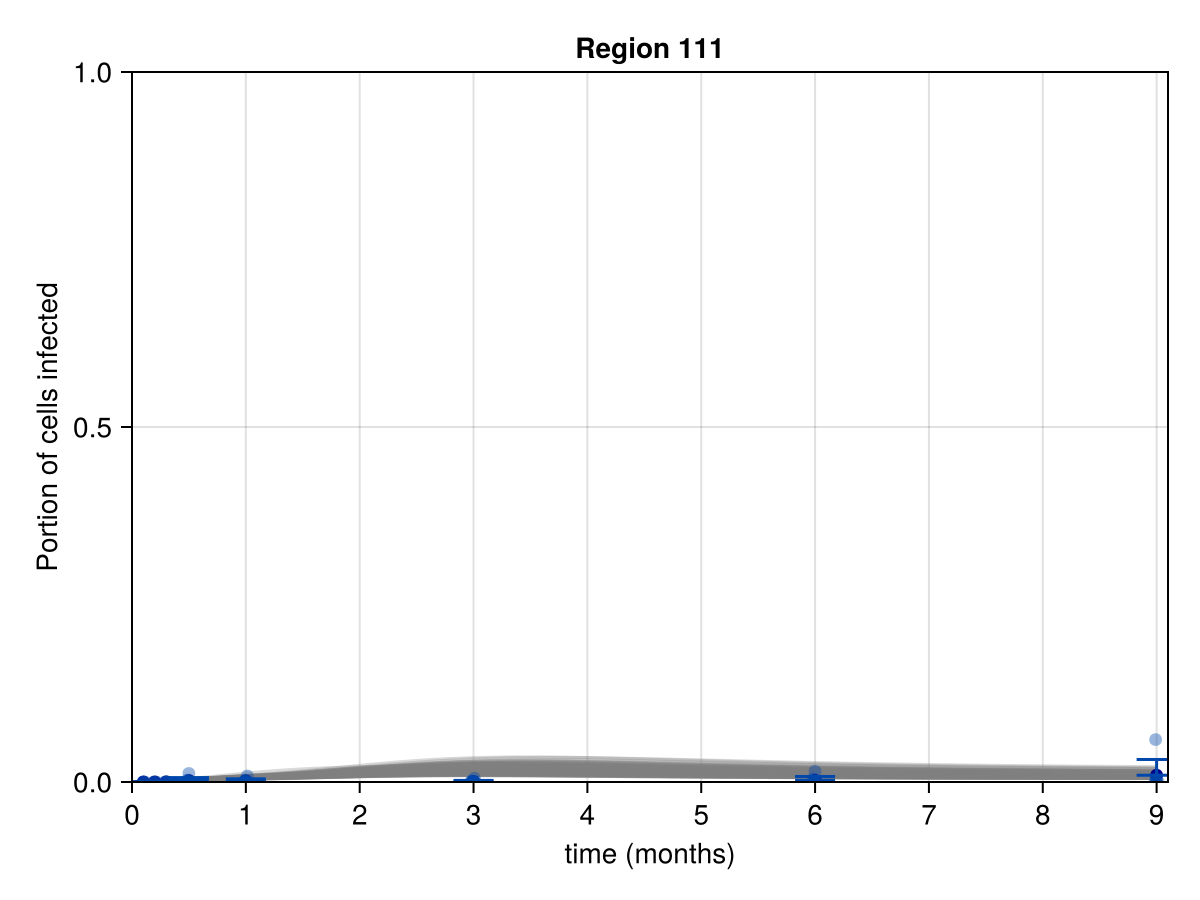 Region 111
1.0
0.5
0.0
Portion of cells infected
0 1 2 3 4 5 6 7 8 9
time (months)